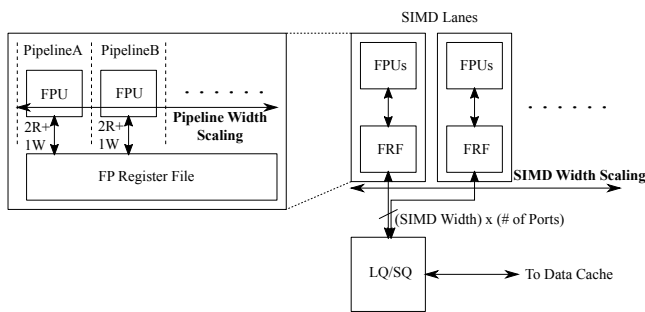 SIMD Lanes
PipelineA
PipelineB
FPU
FPU
. . . . . .
Pipeline Width
Scaling
2R+
1W
2R+
1W
FP Register File
FPUs
FPUs
. . . . .
FRF
FRF
SIMD Width Scaling
(SIMD Width) x (# of Ports)
LQ/SQ
To Data Cache